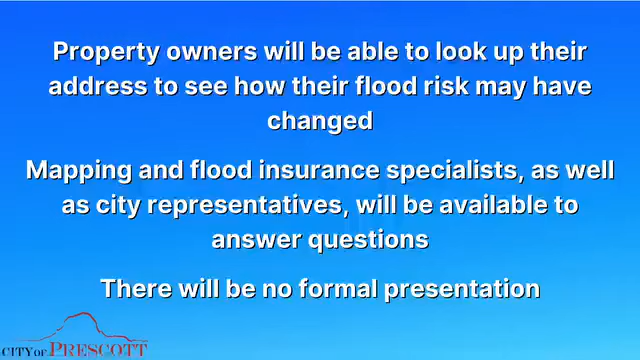 Property owners will be able to look up their
address to see how their flood risk may have
changed
Mapping and flood insurance specialists, as well
as city representatives, will be available to
answer questions
There will be no formal presentation
CITY of PRESCOTT